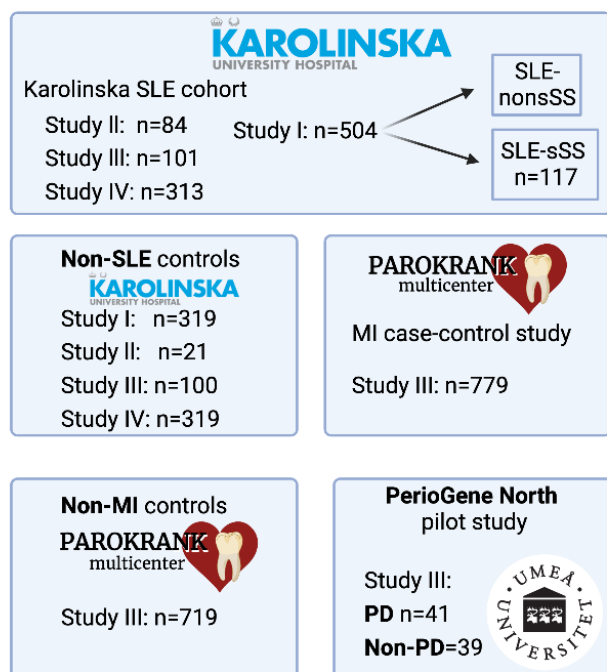 KAROLINSKA
UNIVERSITY HOSPITAL
Karolinska SLE cohort
Study II: n=84
Study III: n=101
Study IV: n=313
Study I: n=504
SLE-
nonsSS
SLE-sSS
n=117
Non-SLE controls
KAROLINSKA
UNIVERSITY HOSPITAL
Study I: n=319
Study II: n=21
Study III: n=100
Study IV: n=319
PAROKRANK
multicenter
MI case-control study
Study III: n=779
Non-MI controls
PAROKRANK
multicenter
Study III: n=719
PerioGene North
pilot study
Study III:
PD n=41
Non-PD=39
UMEÅ UNIVERSITET